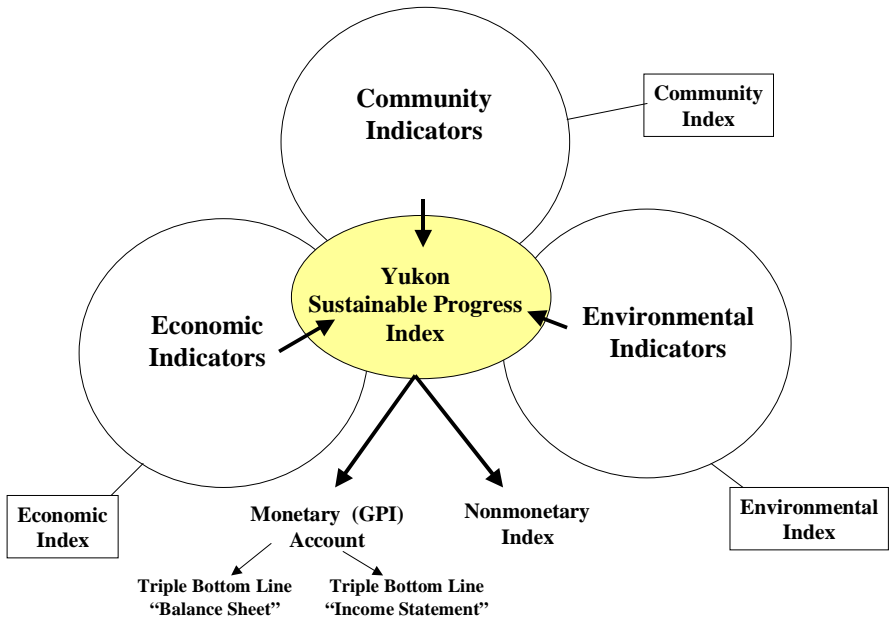 Community
Indicators
Community
Index
Yukon
Sustainable Progress
Index
Economic
Indicators
Environmental
Indicators
Economic
Index
Monetary (GPI)
Account
Nonmonetary
Index
Environmental
Index
Triple Bottom Line
“Balance Sheet”
Triple Bottom Line
“Income Statement”